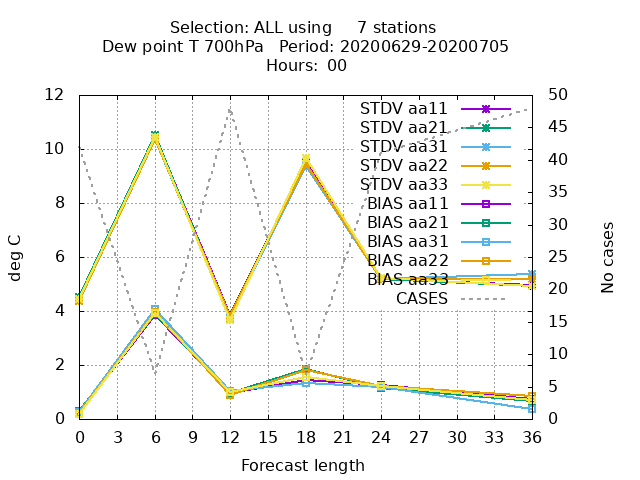 Selection: ALL using     7 stations
Dew point T 700hPa   Period: 20200629-20200705
Hours:  00
12
10
8
6
4
2
0
deg C
50
45
40
35
30
25
20
15
10
5
0
No cases
STDV aa11
STDV aa21
STDV aa31
STDV aa22
STDV aa33
BIAS aa11
BIAS aa21
BIAS aa31
BIAS aa22
BIAS aa33
CASES
0 3 6 9 12 15 18 21 24 27 30 33 36
Forecast length